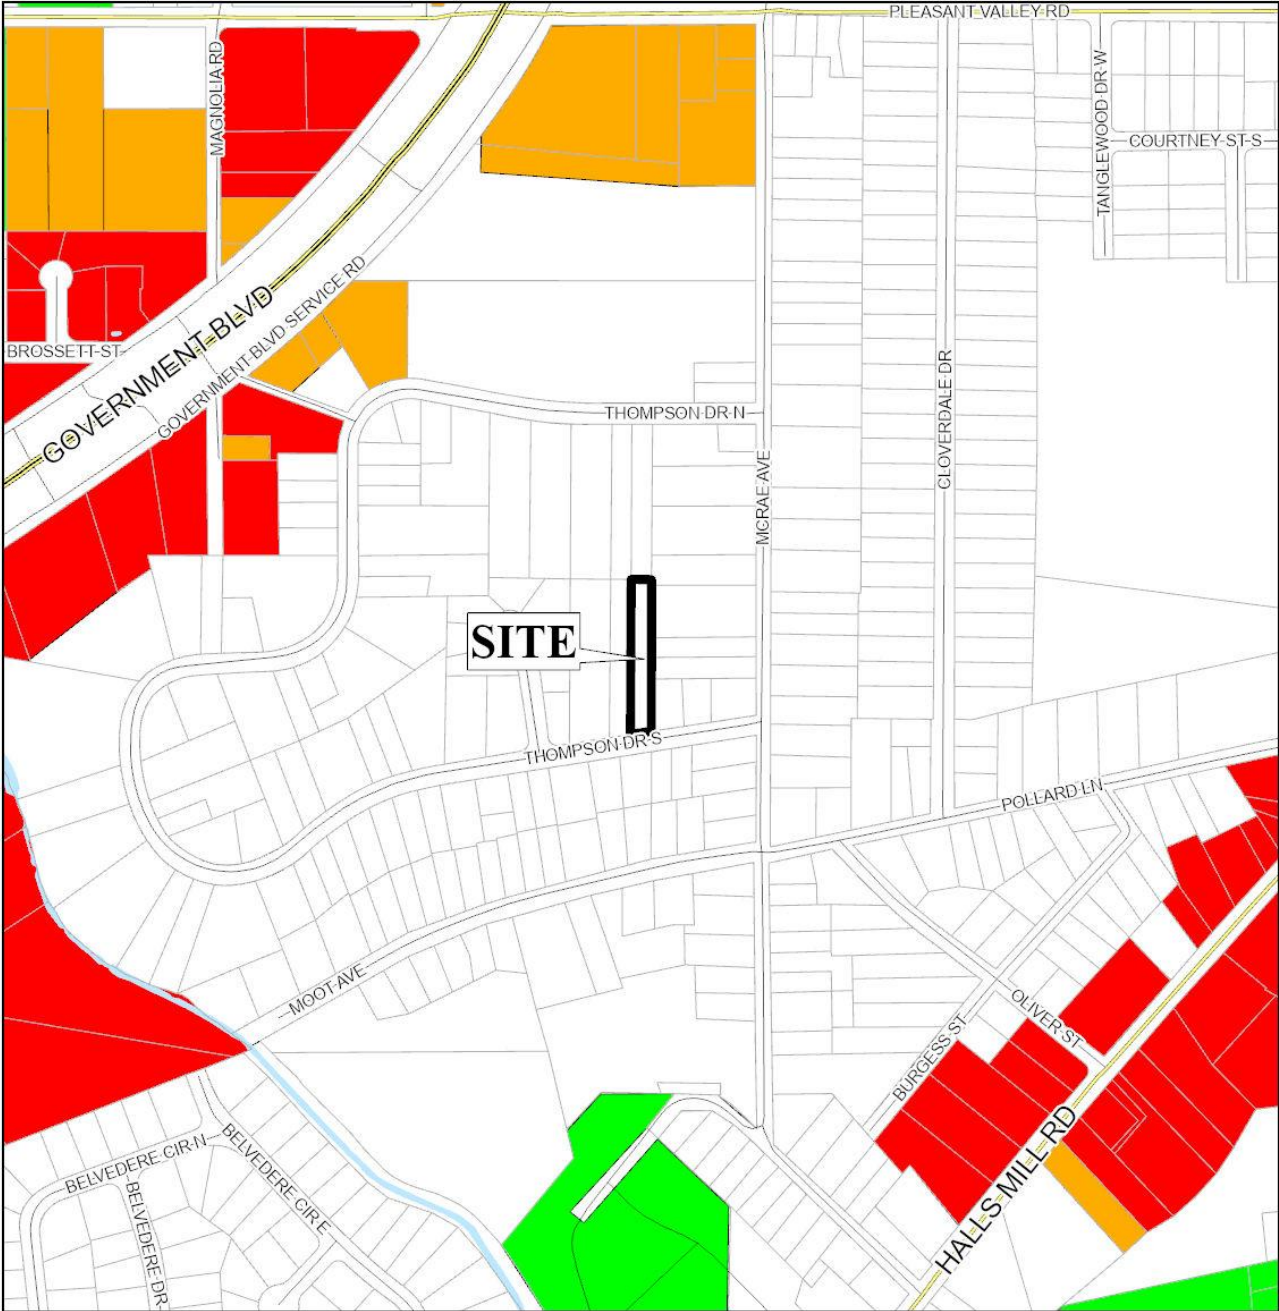 PLEASANT VALLEY RD
MAGNOLIA RD
TANGLEWOOD DR W
COURTNEY ST S
GOVERNMENT BLVD
GOVERNMENT BLVD SERVICE RD
BROSSETT ST
CLOVERDALE DR
THOMPSON DR N
MCRAE AVE
SITE
THOMPSON DR S
POLLARD LN
MOOT AVE
OLIVER ST
BURGESS ST
HALLS MILL RD
BELVEDERE CIR N
BELVEDERE CIR E
BELVEDERE DR